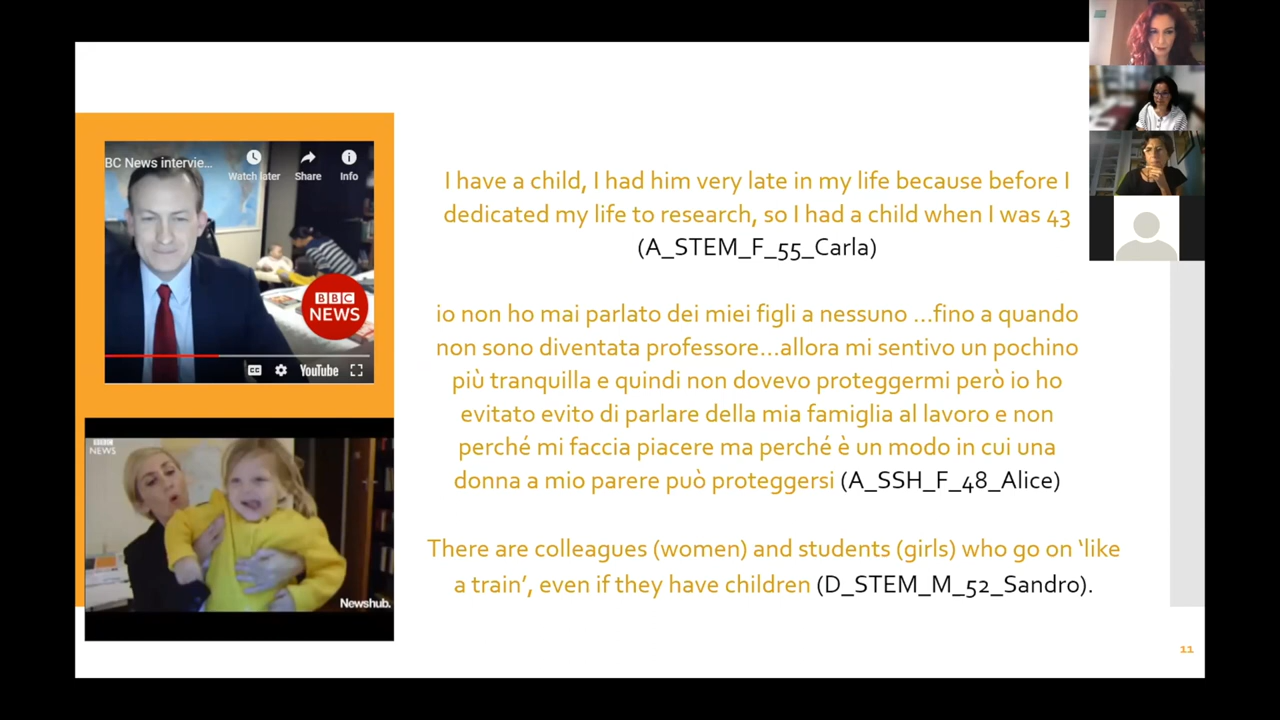 BC News intervie...
Watch later
Share
Info
BBC
NEWS
CC
YouTube
BBC
NEWS
Newshub.
I have a child, I had him very late in my life because before I
dedicated my life to research, so I had a child when I was 43
(A_STEM_F_55_Carla)
io non ho mai parlato dei miei figli a nessuno ...fino a quando
non sono diventata professore...allora mi sentivo un pochino
più tranquilla e quindi non dovevo proteggermi però io ho
evitato evito di parlare della mia famiglia al lavoro e non
perché mi faccia piacere ma perché è un modo in cui una
donna a mio parere può proteggersi (A_SSH_F_48_Alice)
There are colleagues (women) and students (girls) who go on ‘like
a train’, even if they have children (D_STEM_M_52_Sandro).
11